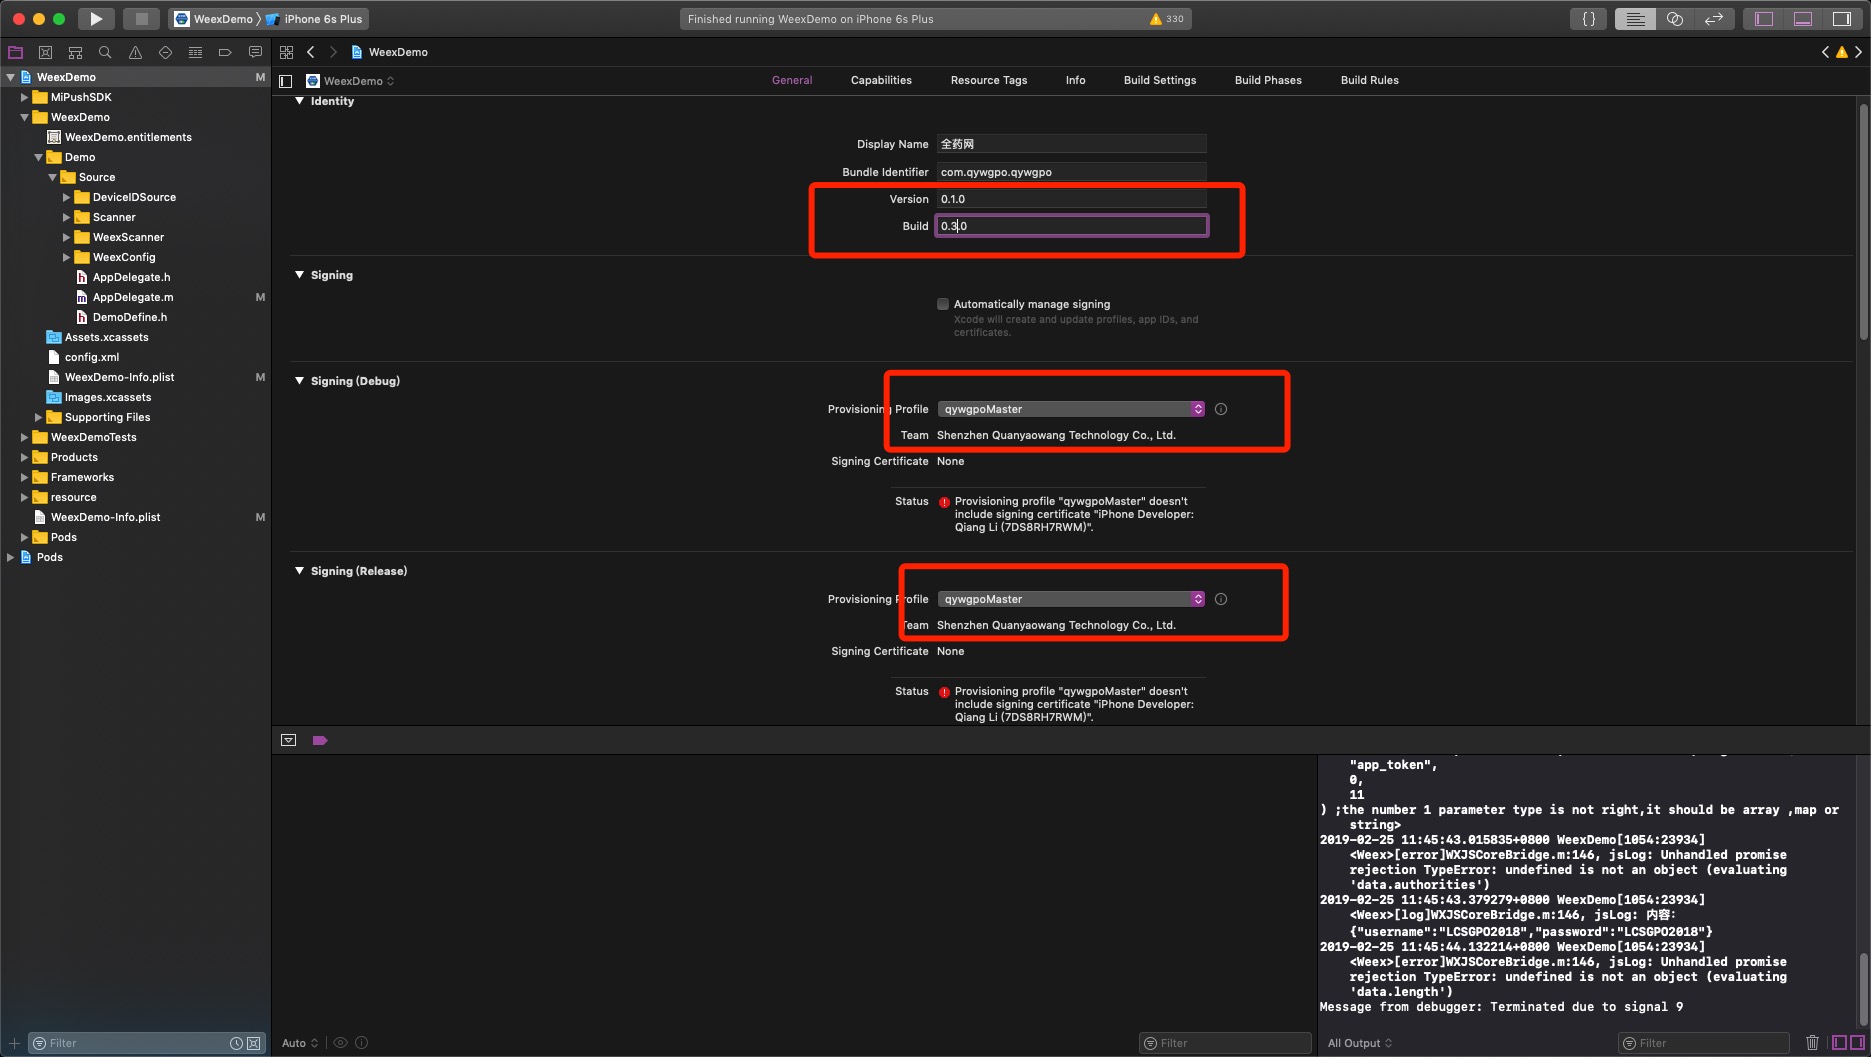 WeexDemo
iPhone 6s Plus
Finished running WeexDemo on iPhone 6s Plus
330
{ }
WeexDemo
WeexDemo
M
MiPushSDK
WeexDemo
WeexDemo.entitlements
Demo
Source
DeviceIDSource
Scanner
WeexScanner
WeexConfig
AppDelegate.h
AppDelegate.m
M
DemoDefine.h
Assets.xcassets
config.xml
WeexDemo-Info.plist
M
Images.xcassets
Supporting Files
WeexDemoTests
Products
Frameworks
resource
WeexDemo-Info.plist
M
Pods
Pods
Filter
WeexDemo
General
Capabilities
Resource Tags
Info
Build Settings
Build Phases
Build Rules
Identity
Display Name 全药网
Bundle Identifier com.qywgpo.qywgpo
Version 0.1.0
Build 0.3.0
Signing
Automatically manage signing
Xcode will create and update profiles, app IDs, and
certificates.
Signing (Debug)
Provisioning Profile qywgpoMaster
Team Shenzhen Quanyaowang Technology Co., Ltd.
Signing Certificate None
Status Provisioning profile "qywgpoMaster" doesn't
include signing certificate "iPhone Developer:
Qiang Li (7DS8RH7RWM)".
Signing (Release)
Provisioning Profile qywgpoMaster
Team Shenzhen Quanyaowang Technology Co., Ltd.
Signing Certificate None
Status Provisioning profile "qywgpoMaster" doesn't
include signing certificate "iPhone Developer:
Qiang Li (7DS8RH7RWM)".
Auto
Filter
"app_token",
0,
11
) ;the number 1 parameter type is not right,it should be array ,map or
string>
2019-02-25 11:45:43.015835+0800 WeexDemo[1054:23934]
<Weex>[error]WXJSCoreBridge.m:146, jsLog: Unhandled promise
rejection TypeError: undefined is not an object (evaluating
'data.authorities')
2019-02-25 11:45:43.379279+0800 WeexDemo[1054:23934]
<Weex>[log]WXJSCoreBridge.m:146, jsLog: 内容:
{"username":"LCSGPO2018","password":"LCSGPO2018"}
2019-02-25 11:45:44.132214+0800 WeexDemo[1054:23934]
<Weex>[error]WXJSCoreBridge.m:146, jsLog: Unhandled promise
rejection TypeError: undefined is not an object (evaluating
'data.length')
Message from debugger: Terminated due to signal 9
All Output
Filter